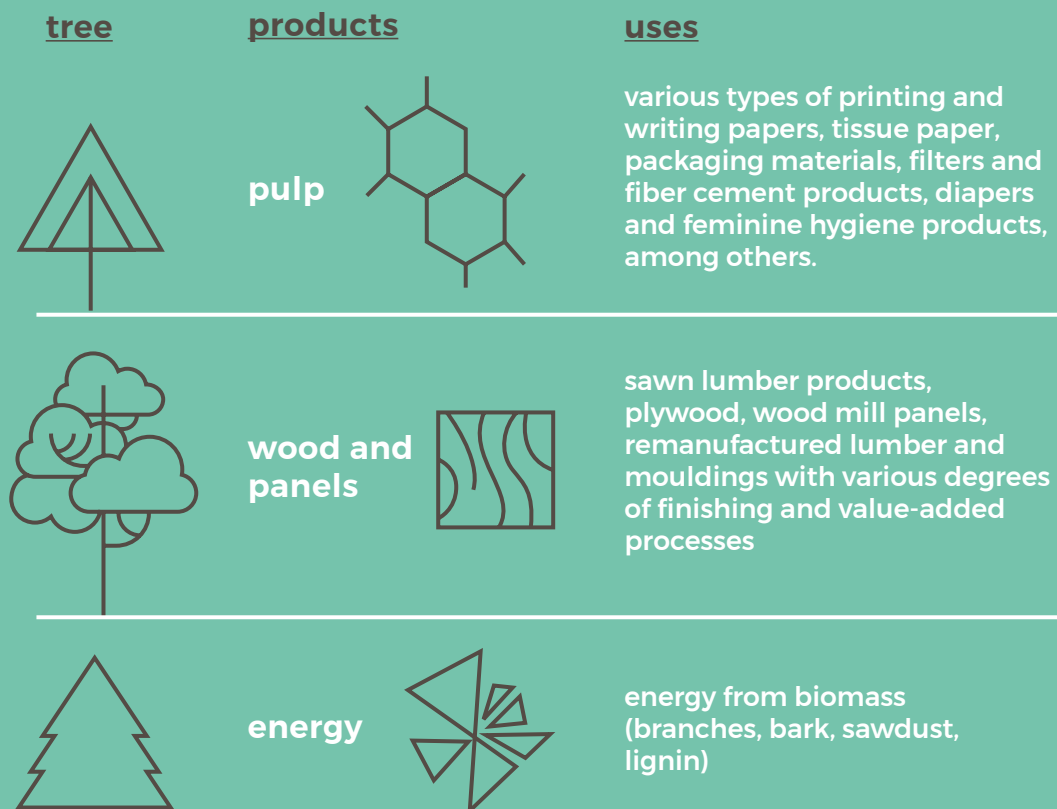 tree
products
uses
pulp
various types of printing and
writing papers, tissue paper,
packaging materials, filters and
fiber cement products, diapers
and feminine hygiene products,
among others.
wood and
panels
sawn lumber products,
plywood, wood mill panels,
remanufactured lumber and
mouldings with various degrees
of finishing and value-added
processes
energy
energy from biomass
(branches, bark, sawdust,
lignin)